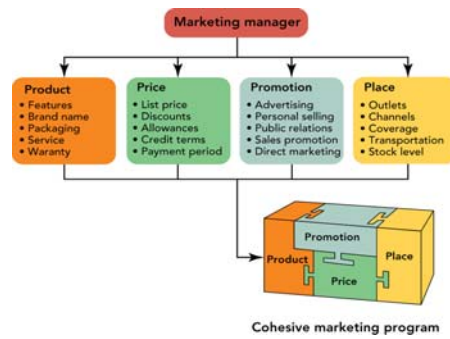 Marketing manager
Product
• Features
• Brand name
• Packaging
• Service
• Warranty
Price
• List price
• Discounts
• Allowances
• Credit terms
• Payment period
Promotion
• Advertising
• Personal selling
• Public relations
• Sales promotion
• Direct marketing
Place
• Outlets
• Channels
• Coverage
• Transportation
• Stock level
Promotion
Product
Price
Place
Cohesive marketing program